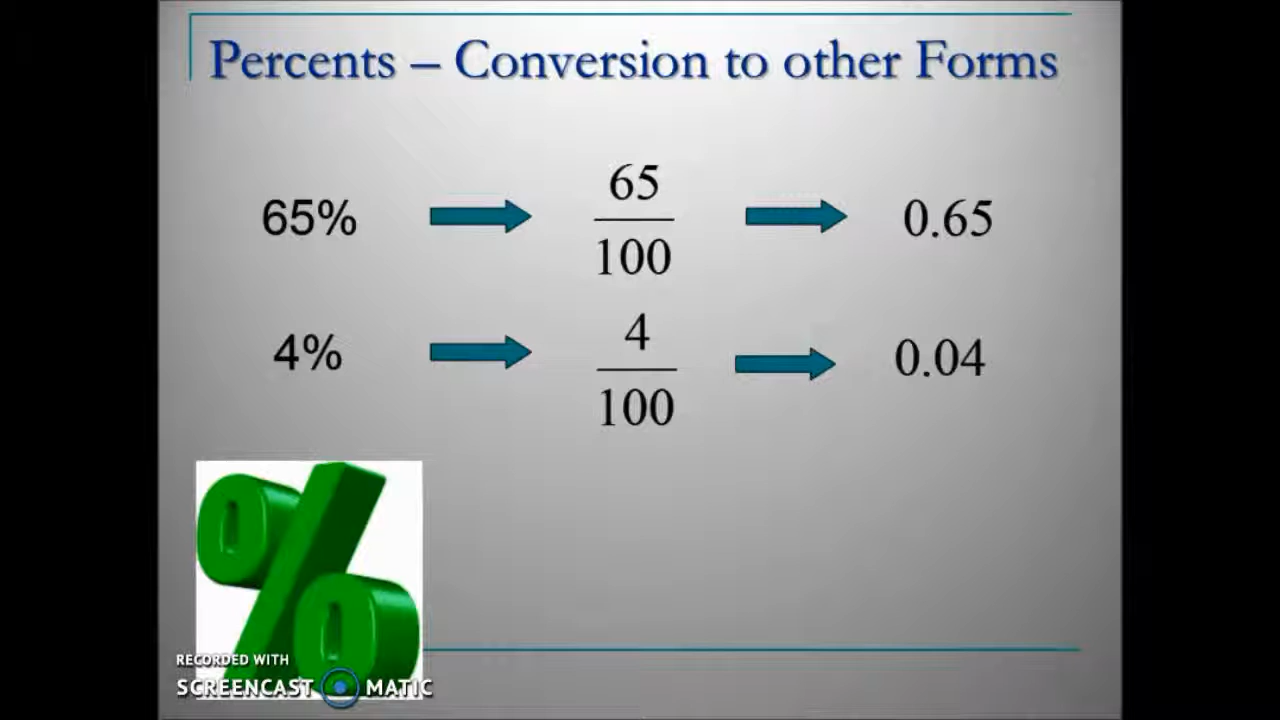 Percents – Conversion to other Forms
65% 65/100 0.65
4% 4/100 0.04
%
RECORDED WITH
SCREENCAST MATIC